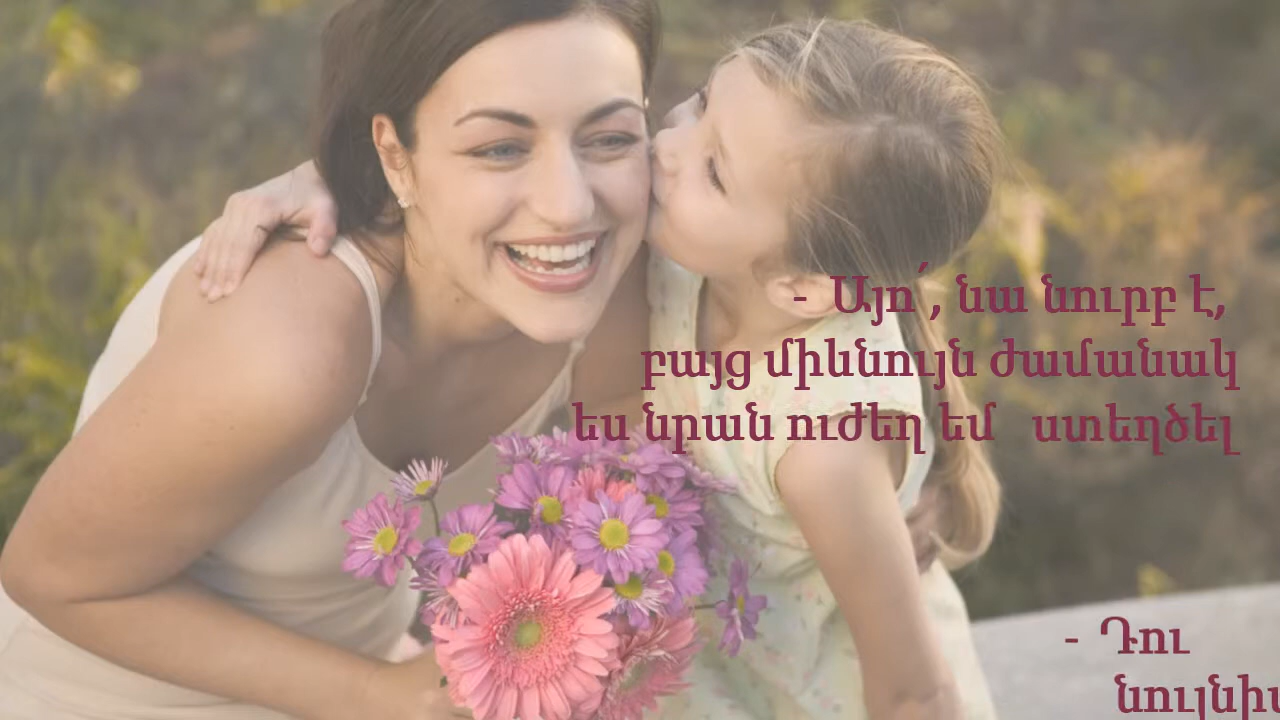 - Այո՛, նա նուրբ է,
բայց միևնույն ժամանակ
ես նրան ուժեղ եմ ստեղծել
- Դու